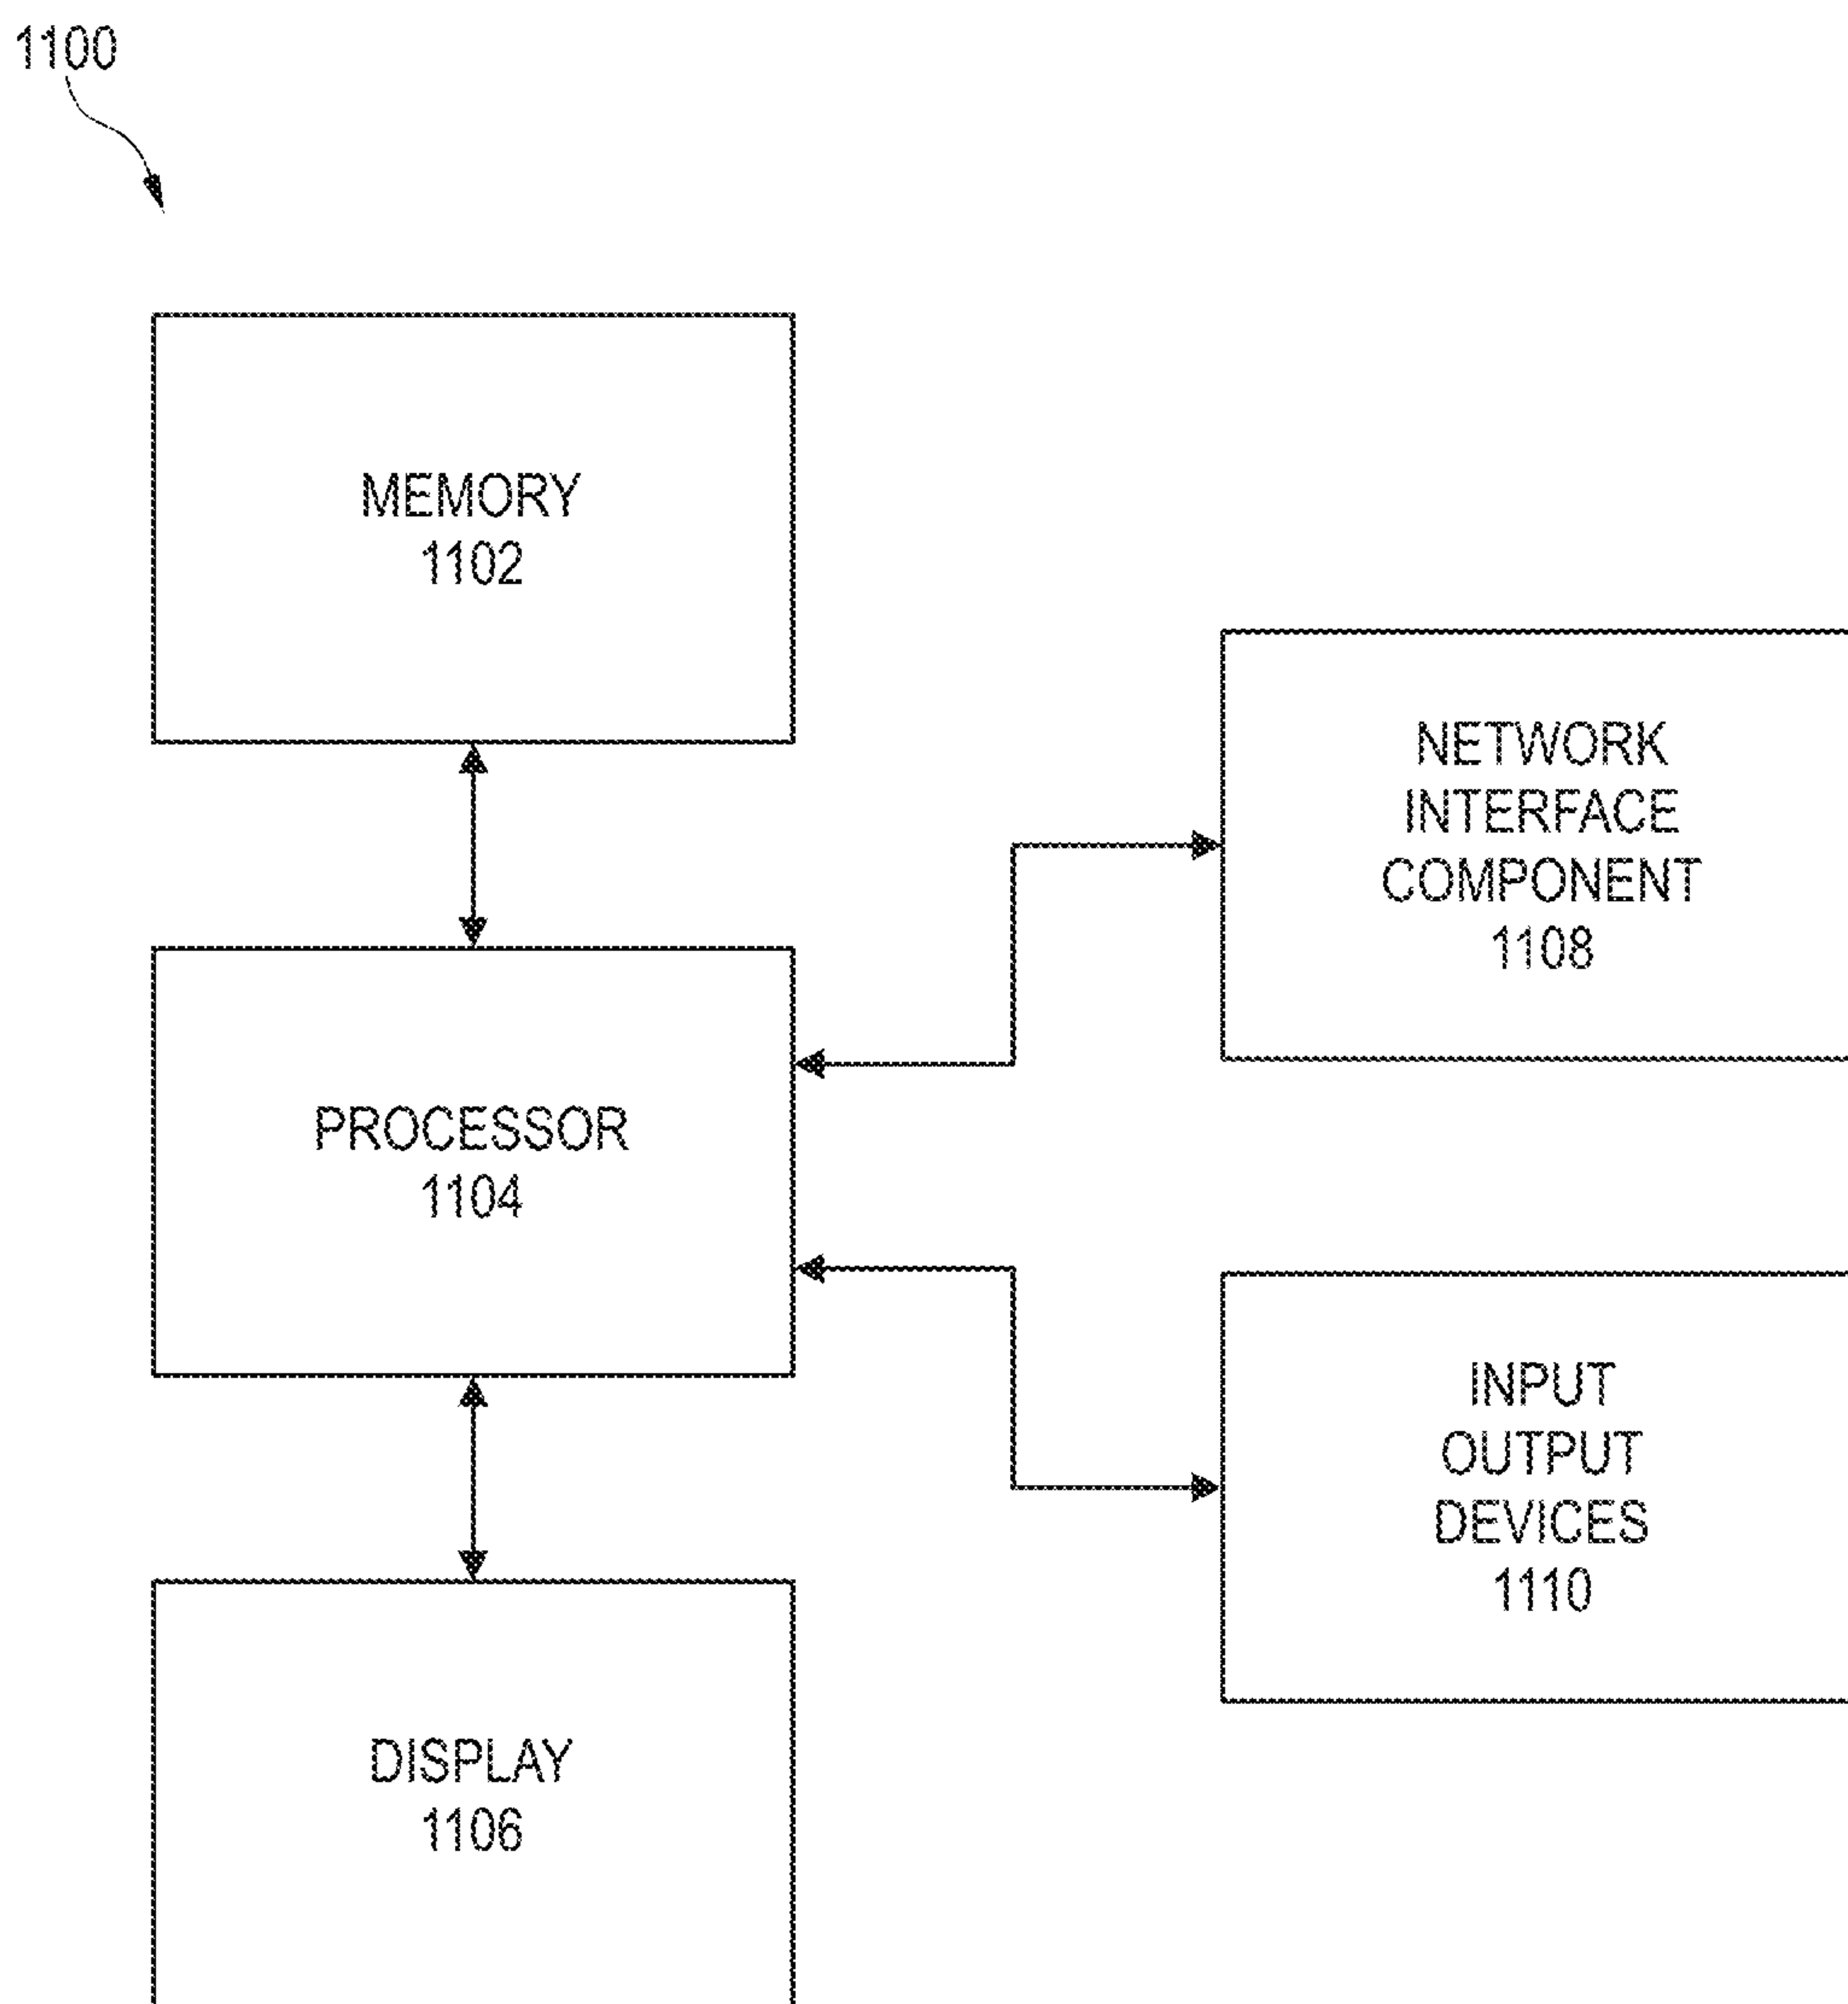 1100
MEMORY
1102
NETWORK
INTERFACE
COMPONENT
1108
PROCESSOR
1104
INPUT
OUTPUT
DEVICES
1110
DISPLAY
1106